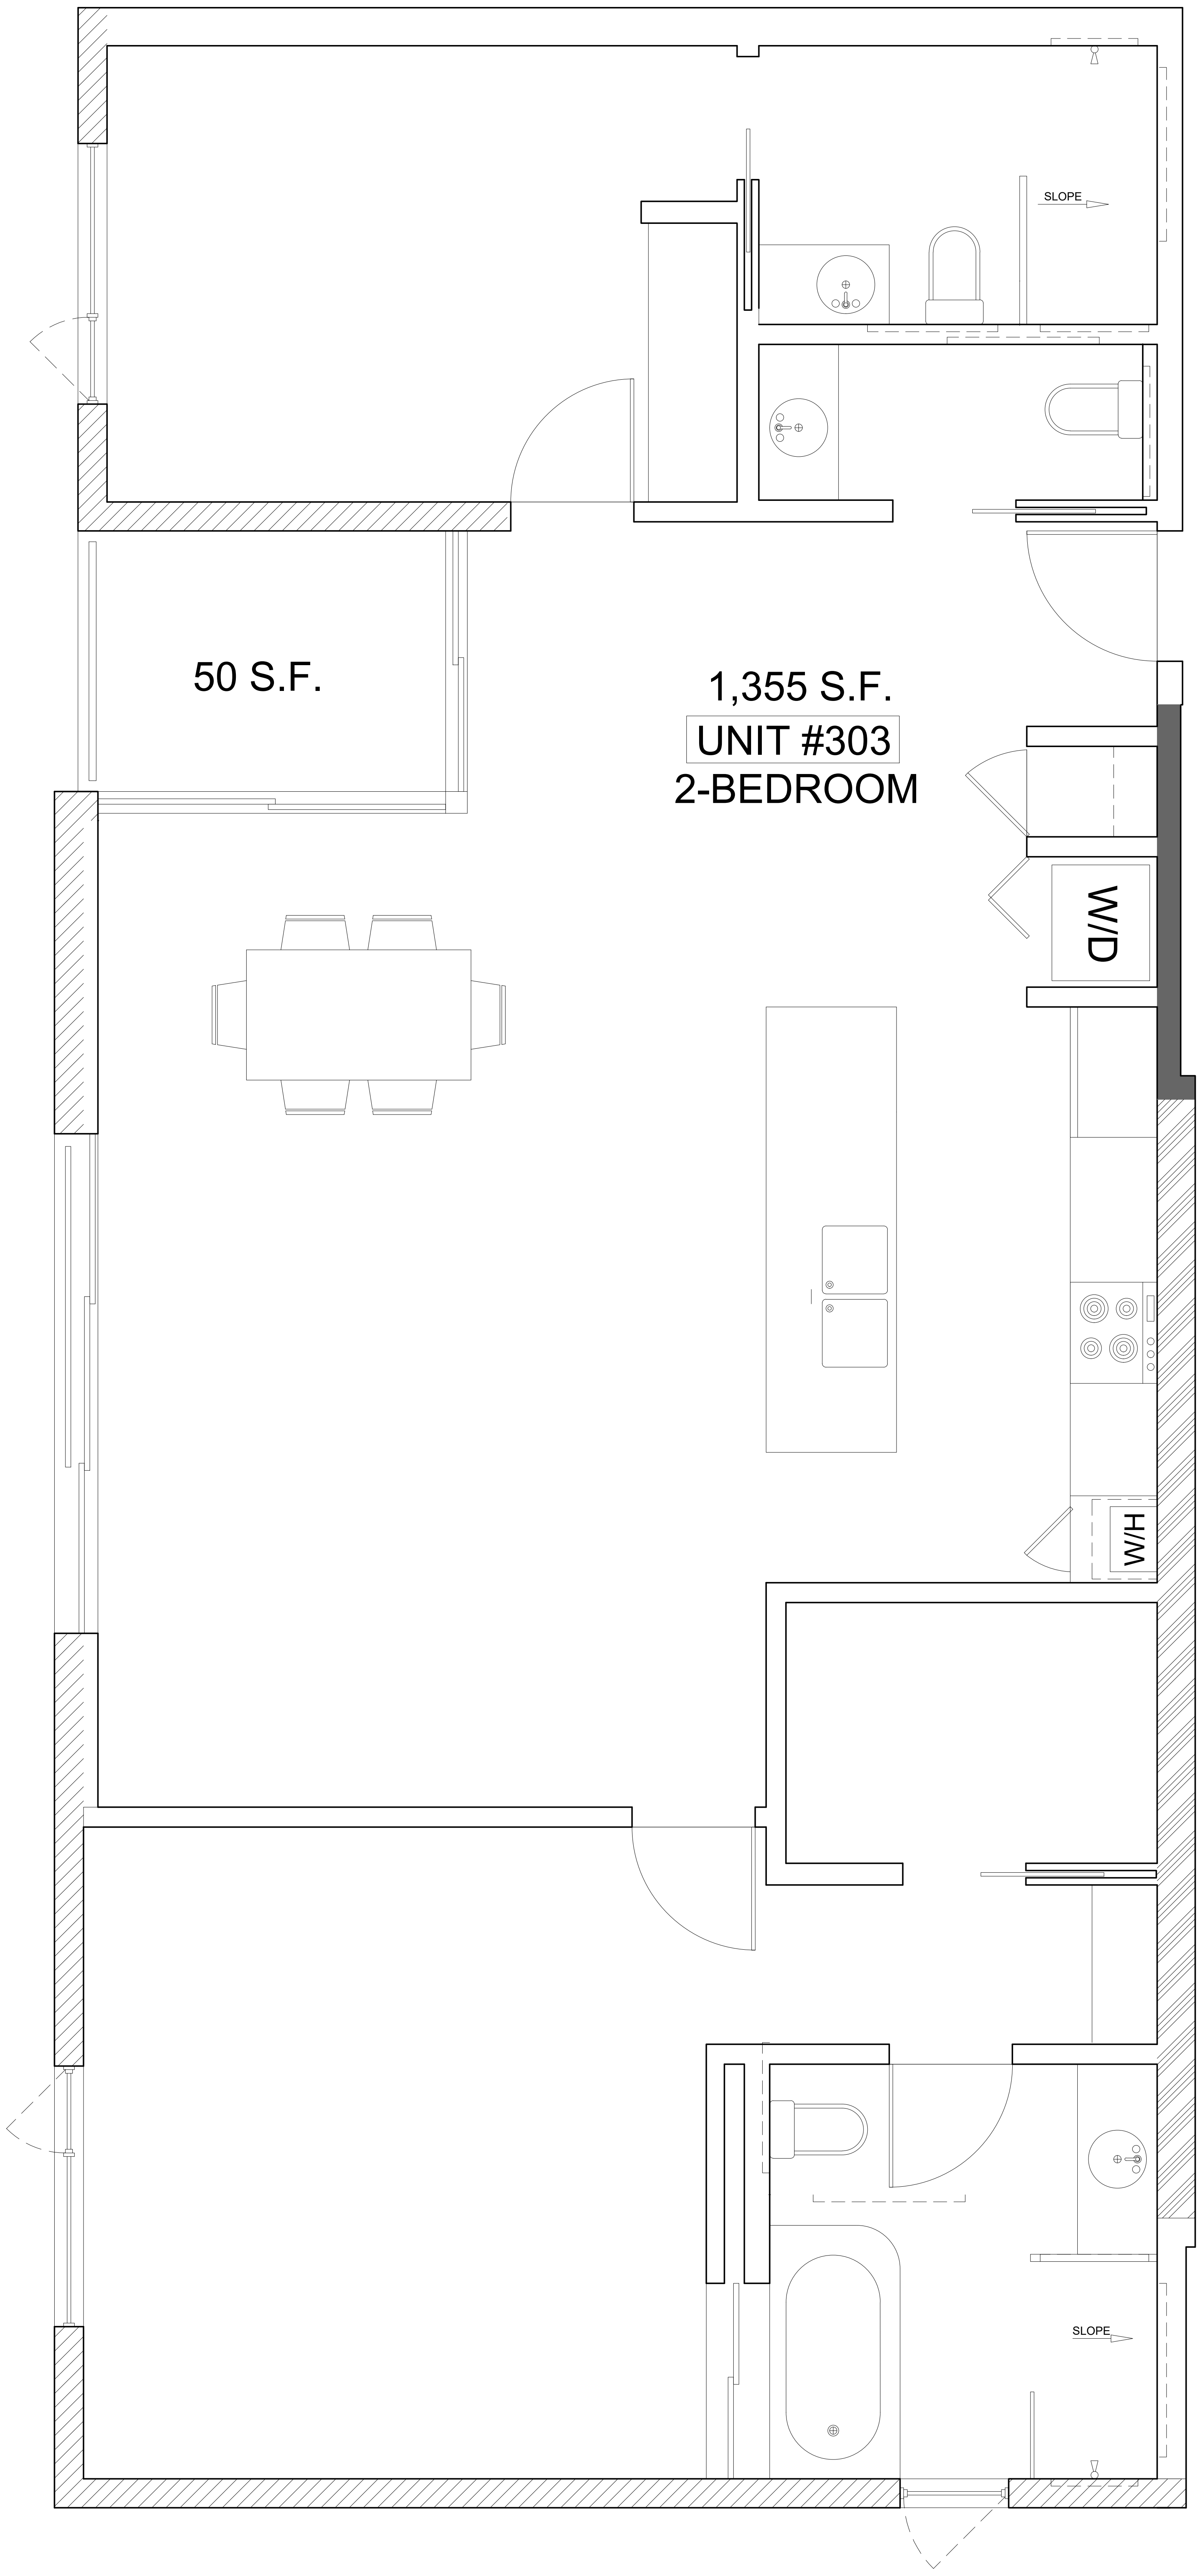 SLOPE
50 S.F.
1,355 S.F.
UNIT #303
2-BEDROOM
W/D
W/H
SLOPE